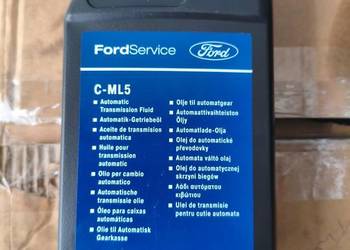 FordService
Ford
C-ML5
Automatic
Transmission Fluid
Automatik-Getriebeöl
Aceite de transmision
automatica
Huile pour
transmission
automatic
Olio per cambio
automatico
Automatische
transmissie olie
Óleo para caixas
automáticas
Olie til Automatisk
Gearkasse
Olje til automatgear
Automaattivaihteiston
Öljy
Automatlade-Olja
Olej do automatické
převodovky
Automata váltó olaj
Olej do automatycznej
skrzyni biegów
Λάδι αυτόματου
κιβώτιου
Ulei de transmisie
pentru cutie automata